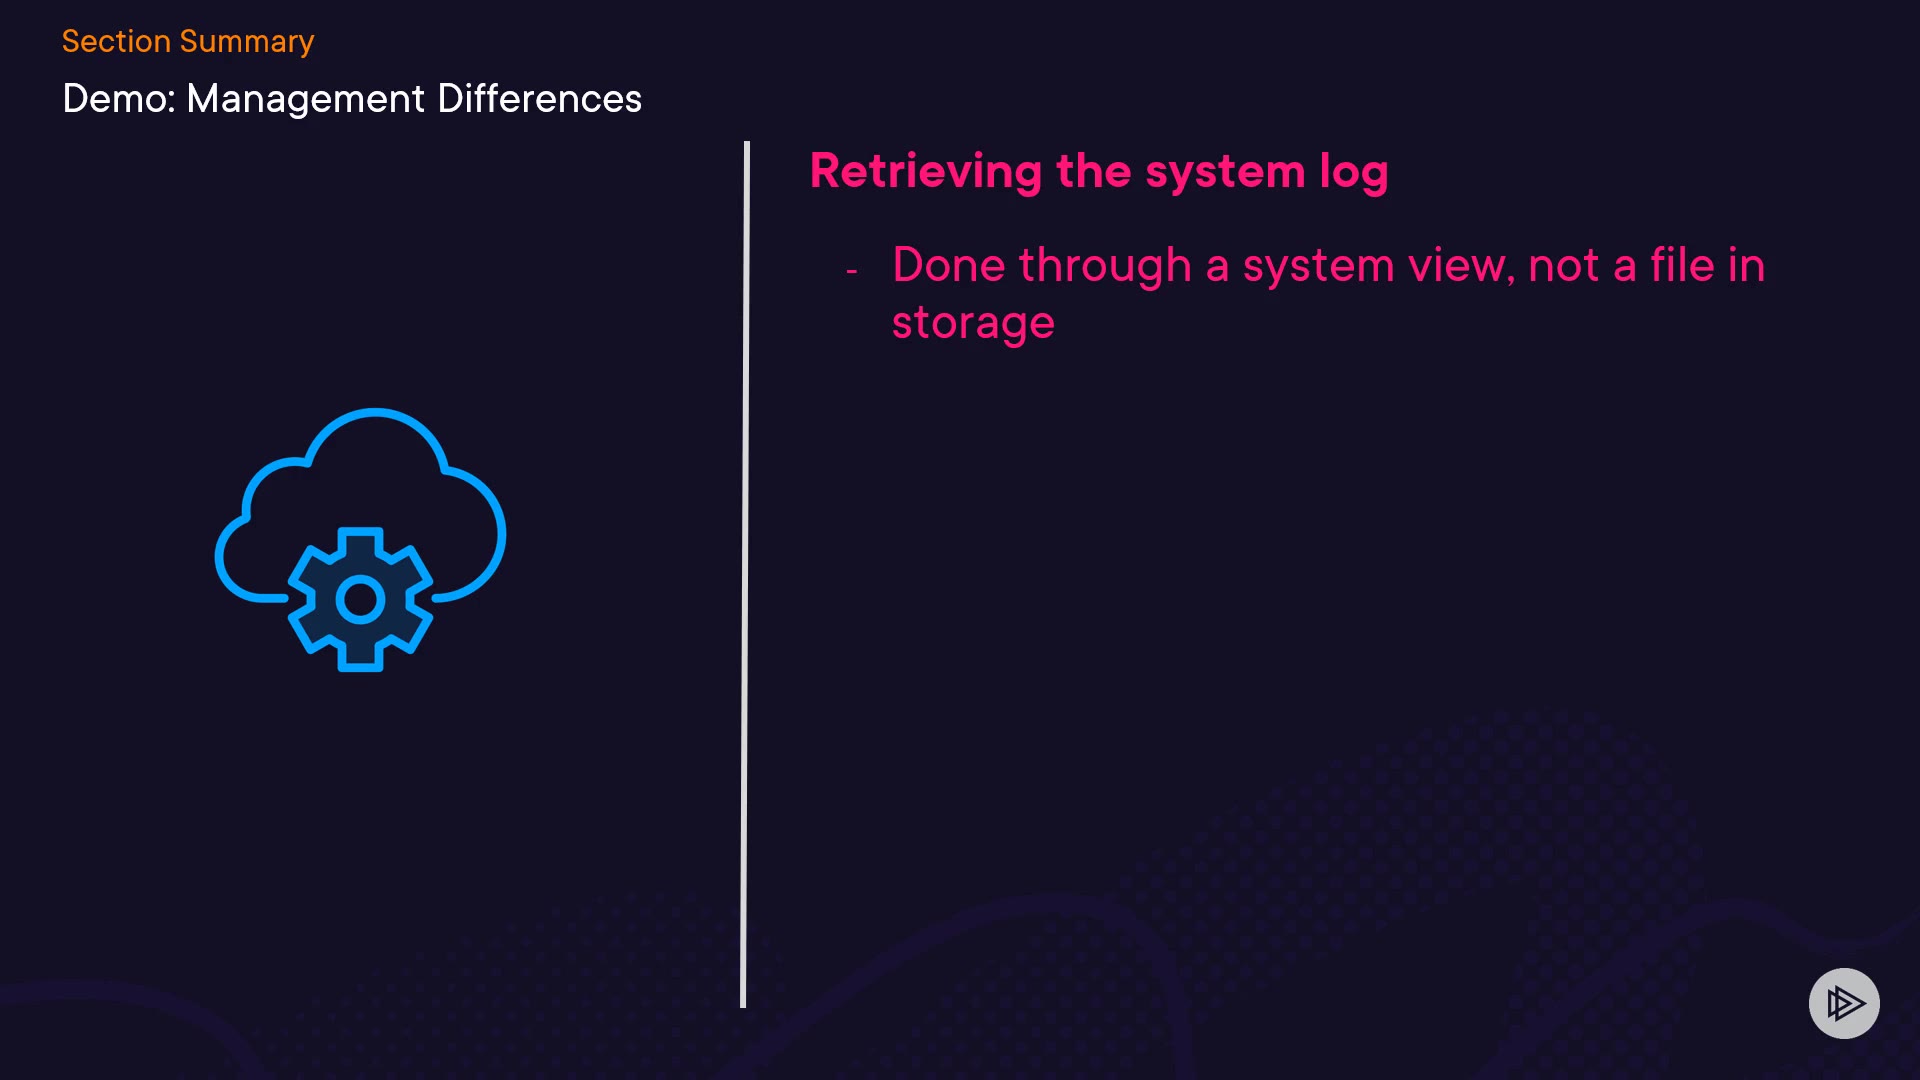 Section Summary
Demo: Management Differences
Retrieving the system log
- Done through a system view, not a file in
storage